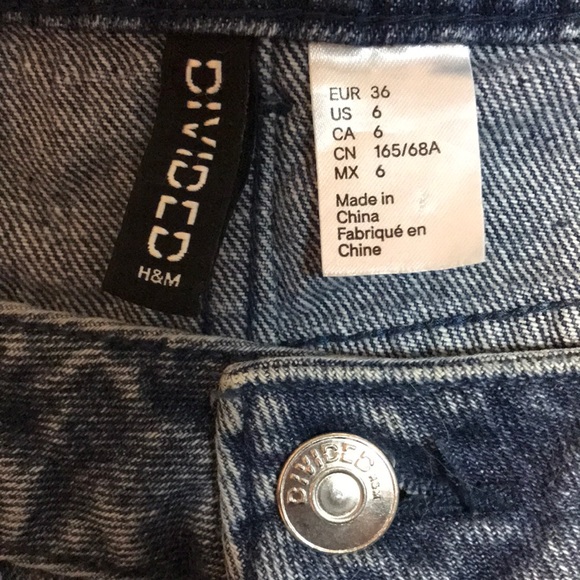 DIVIDED
H&M
EUR 36
US 6
CA 6
CN 165/68A
MX 6
Made in
China
Fabriqué en
Chine
DIVIDED
H&M